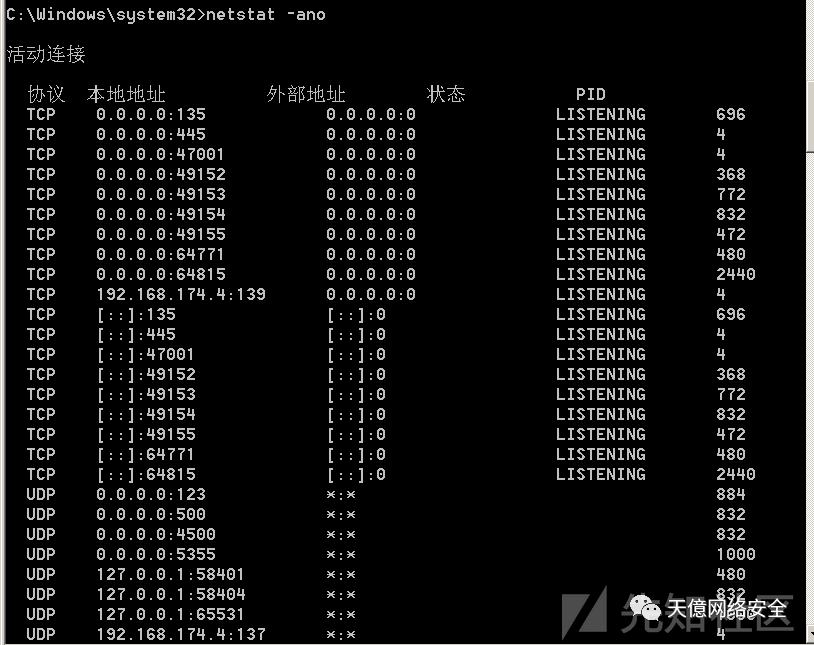 C:\Windows\system32>netstat -ano
活动连接
协议 本地地址 外部地址 状态 PID
TCP 0.0.0.0:135 0.0.0.0:0 LISTENING 696
TCP 0.0.0.0:445 0.0.0.0:0 LISTENING 4
TCP 0.0.0.0:47001 0.0.0.0:0 LISTENING 4
TCP 0.0.0.0:49152 0.0.0.0:0 LISTENING 368
TCP 0.0.0.0:49153 0.0.0.0:0 LISTENING 772
TCP 0.0.0.0:49154 0.0.0.0:0 LISTENING 832
TCP 0.0.0.0:49155 0.0.0.0:0 LISTENING 472
TCP 0.0.0.0:64771 0.0.0.0:0 LISTENING 480
TCP 0.0.0.0:64815 0.0.0.0:0 LISTENING 2440
TCP 192.168.174.4:139 0.0.0.0:0 LISTENING 4
TCP [::]:135 [::]:0 LISTENING 696
TCP [::]:445 [::]:0 LISTENING 4
TCP [::]:47001 [::]:0 LISTENING 4
TCP [::]:49152 [::]:0 LISTENING 368
TCP [::]:49153 [::]:0 LISTENING 772
TCP [::]:49154 [::]:0 LISTENING 832
TCP [::]:49155 [::]:0 LISTENING 472
TCP [::]:64771 [::]:0 LISTENING 480
TCP [::]:64815 [::]:0 LISTENING 2440
UDP 0.0.0.0:123 *:* 884
UDP 0.0.0.0:500 *:* 832
UDP 0.0.0.0:4500 *:* 832
UDP 0.0.0.0:5355 *:* 1000
UDP 127.0.0.1:58401 *:* 480
UDP 127.0.0.1:58404 *:* 832
UDP 127.0.0.1:65531 *:*
UDP 192.168.174.4:137 *:* 4
先知社区
天億网络安全